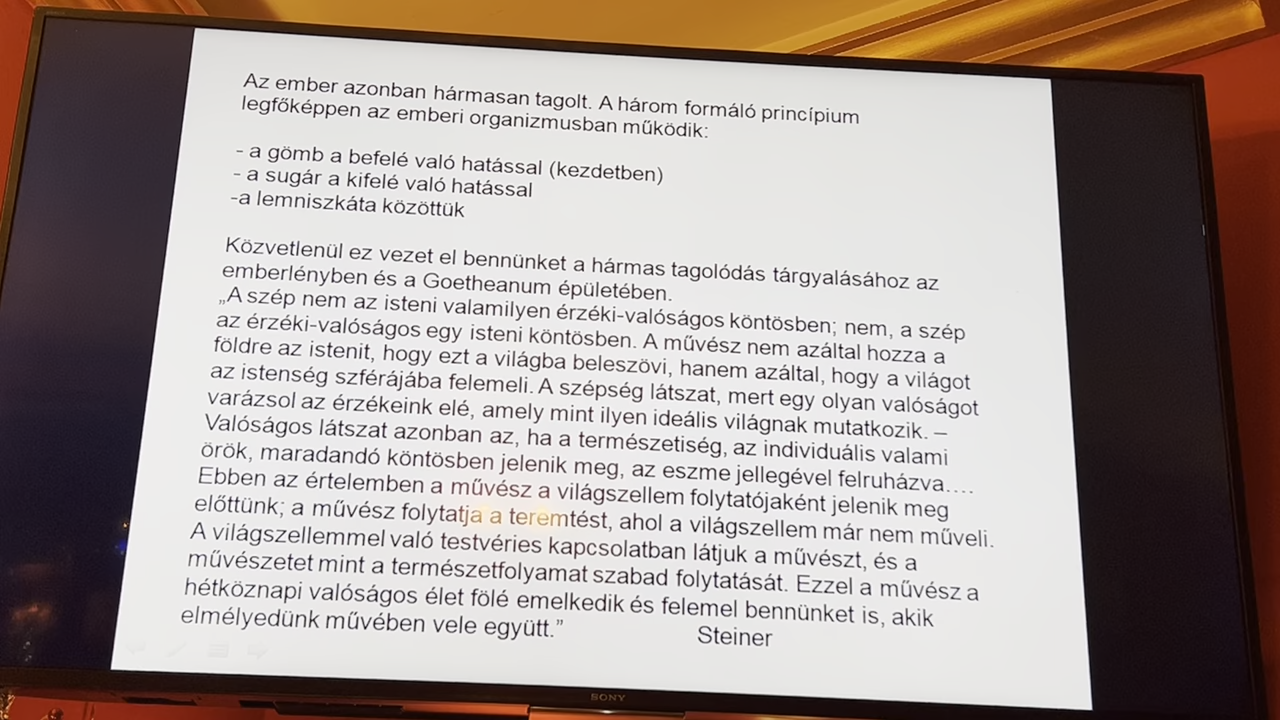 Az ember azonban hármasan tagolt. A három formáló princípium
legfőképpen az emberi organizmusban működik:
- a gömb a befelé való hatással (kezdetben)
- a sugár a kifelé való hatással
-a lemniszkáta közöttük
Közvetlenül ez vezet el bennünket a hármas tagolódás tárgyalásához az
emberlényben és a Goetheanum épületében.
„A szép nem az isteni valamilyen érzéki-valóságos köntösben; nem, a szép
az érzéki-valóságos egy isteni köntösben. A művész nem azáltal hozza a
földre az istenit, hogy ezt a világba beleszövi, hanem azáltal, hogy a világot
az istenség szférájába felemeli. A szépség látszat, mert egy olyan valóságot
varázsol az érzékeink elé, amely mint ilyen ideális világnak mutatkozik. –
Valóságos látszat azonban az, ha a természetiség, az individuális valami
örök, maradandó köntösben jelenik meg, az eszme jellegével felruházva....
Ebben az értelemben a művész a világszellem folytatójaként jelenik meg
előttünk; a művész folytatja a teremtést, ahol a világszellem már nem műveli.
A világszellemmel való testvéries kapcsolatban látjuk a művészt, és a
művészetet mint a természetfolyamat szabad folytatását. Ezzel a művész a
hétköznapi valóságos élet fölé emelkedik és felemel bennünket is, akik
elmélyedünk művében vele együtt.” Steiner
SONY